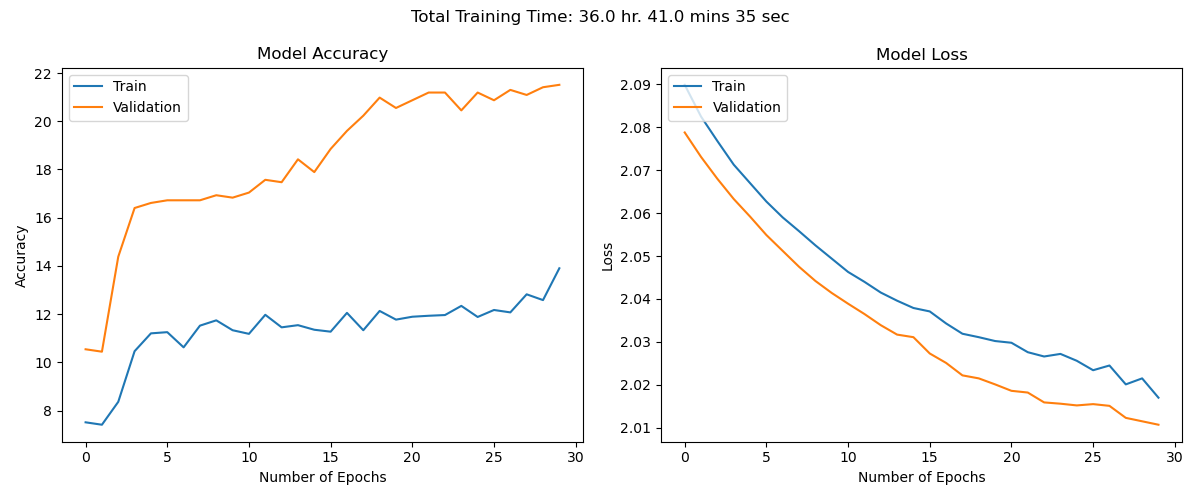 Total Training Time: 36.0 hr. 41.0 mins 35 sec
Model Accuracy
Train
Validation
22
20
18
16
14
12
10
8
Accuracy
0 5 10 15 20 25 30
Number of Epochs
Model Loss
Train
Validation
2.09
2.08
2.07
2.06
2.05
2.04
2.03
2.02
2.01
Loss
0 5 10 15 20 25 30
Number of Epochs